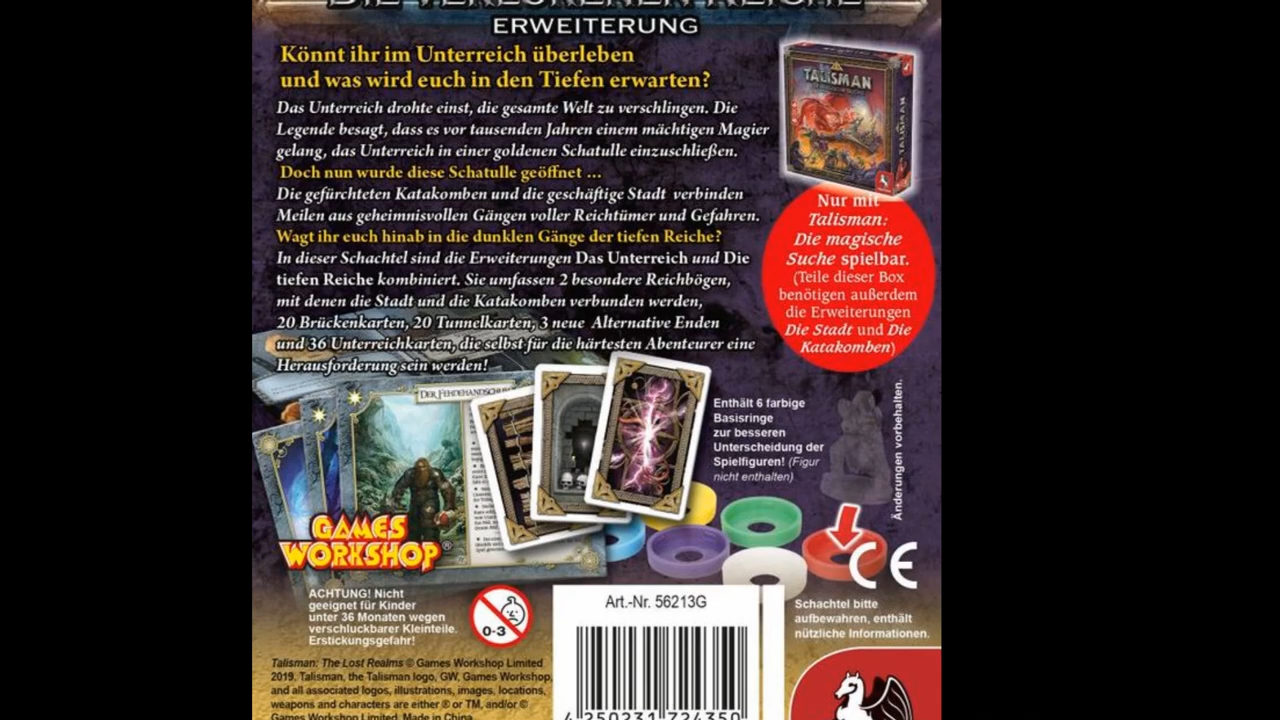 DIE VERLORENEN REICHE
ERWEITERUNG
Könnt ihr im Unterreich überleben
und was wird euch in den Tiefen erwarten?
Das Unterreich drohte einst, die gesamte Welt zu verschlingen. Die
Legende besagt, dass es vor tausenden Jahren einem mächtigen Magier
gelang, das Unterreich in einer goldenen Schatulle einzuschließen.
Doch nun wurde diese Schatulle geöffnet ...
Die gefürchteten Katakomben und die geschäftige Stadt verbinden
Meilen aus geheimnisvollen Gängen voller Reichtümer und Gefahren.
Wagt ihr euch hinab in die dunklen Gänge der tiefen Reiche?
In dieser Schachtel sind die Erweiterungen Das Unterreich und Die
tiefen Reiche kombiniert. Sie umfassen 2 besondere Reichbögen,
mit denen die Stadt und die Katakomben verbunden werden,
20 Brückenkarten, 20 Tunnelkarten, 3 neue Alternative Enden
und 36 Unterreichkarten, die selbst für die härtesten Abenteurer eine
Herausforderung sein werden!
TALISMAN
TALISMAN
Nur mit
Talisman:
Die magische
Suche spielbar.
(Teile dieser Box
benötigen außerdem
die Erweiterungen
Die Stadt und Die
Katakomben)
DER FEHDEHANDSCHUH
Enthält 6 farbige
Basisringe
zur besseren
Unterscheidung der
Spielfiguren! (Figur
nicht enthalten)
Änderungen vorbehalten.
GAMES
WORKSHOP®
CE
ACHTUNG! Nicht
geeignet für Kinder
unter 36 Monaten wegen
verschluckbarer Kleinteile.
Erstickungsgefahr!
0-3
Art.-Nr. 56213G
4 250231 724350
Schachtel bitte
aufbewahren, enthält
nützliche Informationen.
Talisman: The Lost Realms © Games Workshop Limited
2019. Talisman, the Talisman logo, GW, Games Workshop,
and all associated logos, illustrations, images, locations,
weapons and characters are either ® or TM, and/or ©
Games Workshop Limited. Made in China